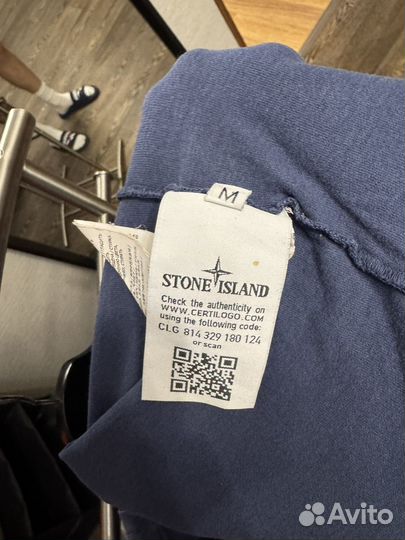 M
STONE ISLAND
Check the authenticity on
WWW.CERTILOGO.COM
using the following code:
CLG 814 329 180 124
or scan
Avito